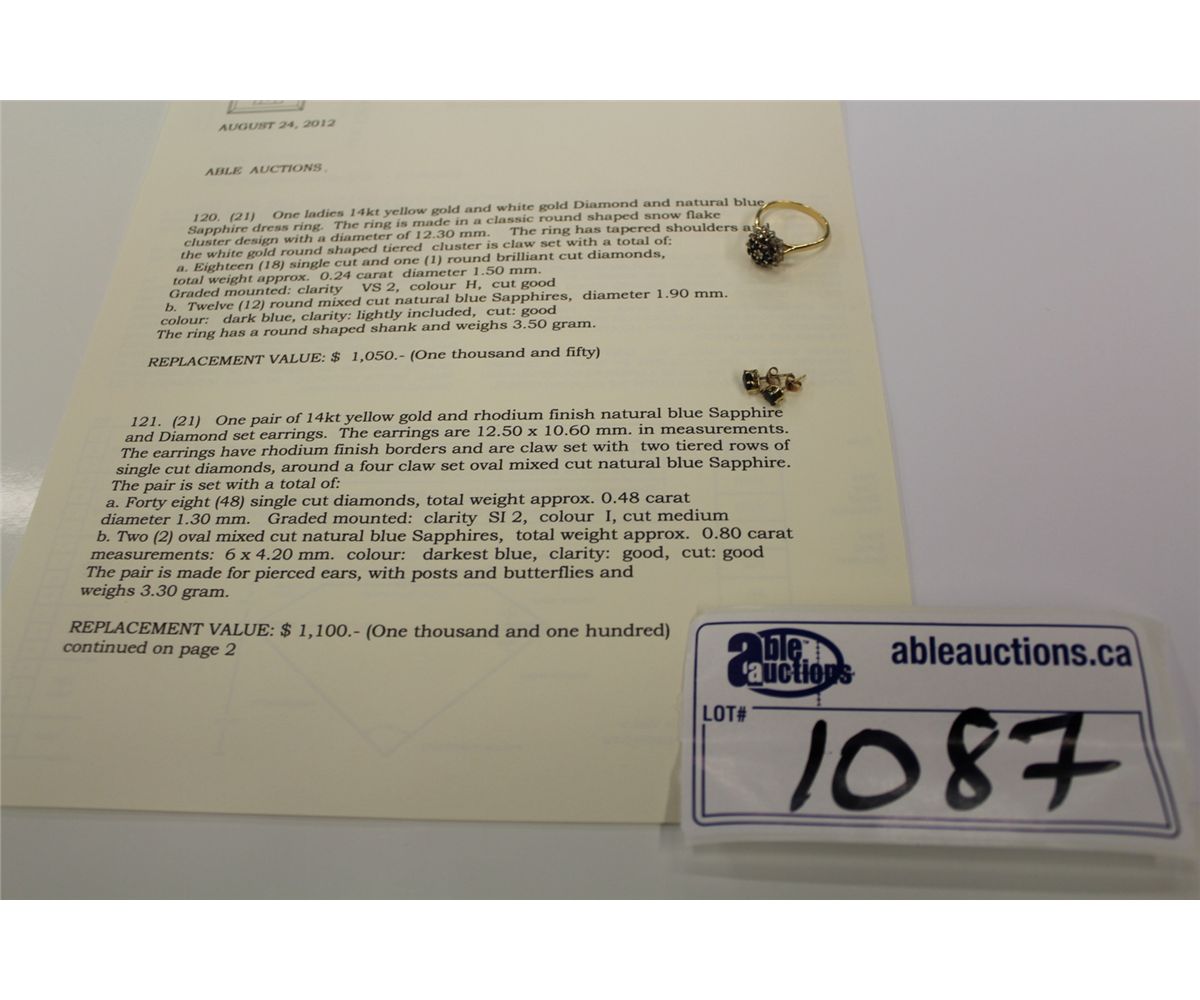 AUGUST 24, 2012
ABLE AUCTIONS.
120. (21) One ladies 14kt yellow gold and white gold Diamond and natural blue
Sapphire dress ring. The ring is made in a classic round shaped snow flake
cluster design with a diameter of 12.30 mm. The ring has tapered shoulders
the white gold round shaped tiered cluster is claw set with a total of:
a. Eighteen (18) single cut and one (1) round brilliant cut diamonds,
total weight approx. 0.24 carat diameter 1.50 mm.
Graded mounted: clarity VS 2, colour H, cut good
b. Twelve (12) round mixed cut natural blue Sapphires, diameter 1.90 mm.
colour: dark blue, clarity: lightly included, cut: good
The ring has a round shaped shank and weighs 3.50 gram.
REPLACEMENT VALUE: $ 1,050.- (One thousand and fifty)
121. (21) One pair of 14kt yellow gold and rhodium finish natural blue Sapphire
and Diamond set earrings. The earrings are 12.50 x 10.60 mm. in measurements.
The earrings have rhodium finish borders and are claw set with two tiered rows of
single cut diamonds, around a four claw set oval mixed cut natural blue Sapphire.
The pair is set with a total of:
a. Forty eight (48) single cut diamonds, total weight approx. 0.48 carat
diameter 1.30 mm. Graded mounted: clarity SI 2, colour I, cut medium
b. Two (2) oval mixed cut natural blue Sapphires, total weight approx. 0.80 carat
measurements: 6 x 4.20 mm. colour: darkest blue, clarity: good, cut: good
The pair is made for pierced ears, with posts and butterflies and
weighs 3.30 gram.
REPLACEMENT VALUE: $ 1,100.- (One thousand and one hundred)
continued on page 2
able™
auctions
ableauctions.ca
LOT#
1087